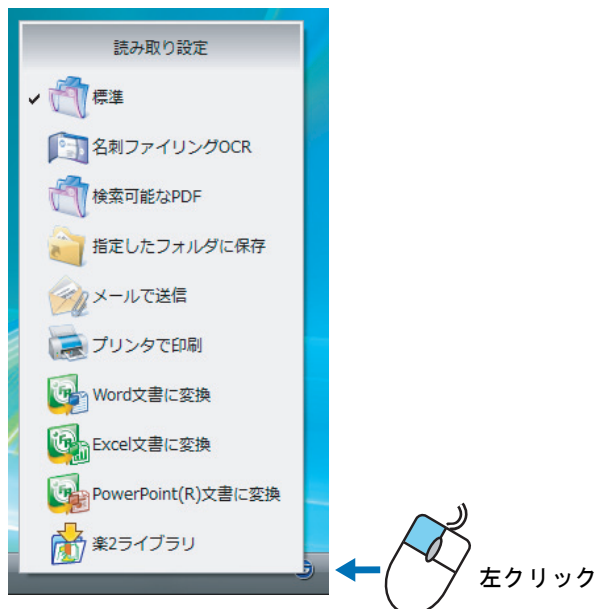 読み取り設定
標準
名刺ファイリングOCR
検索可能なPDF
指定したフォルダに保存
メールで送信
プリンタで印刷
Word文書に変換
Excel文書に変換
PowerPoint(R)文書に変換
楽2ライブラリ
左クリック